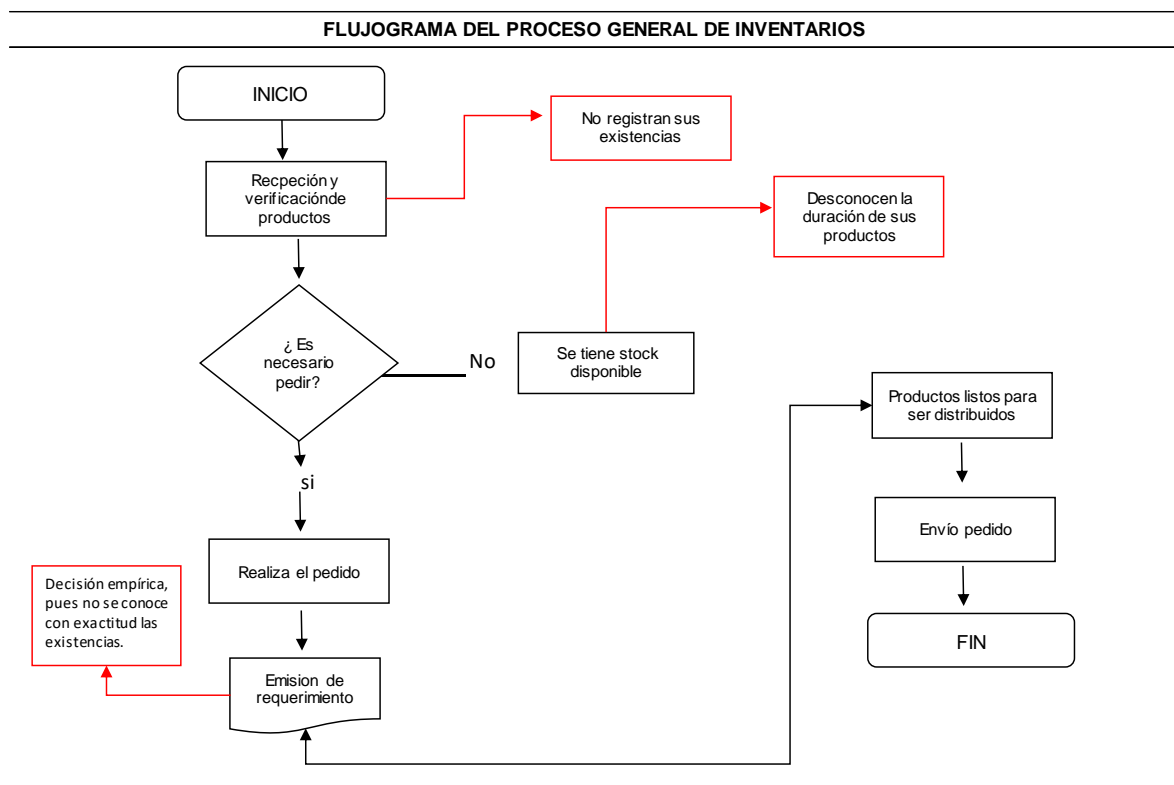 FLUJOGRAMA DEL PROCESO GENERAL DE INVENTARIOS
INICIO
No registran sus
existencias
Recpeción y
verificaciónde
productos
Desconocen la
duración de sus
productos
¿ Es
necesario
pedir?
No
Se tiene stock
disponible
si
Realiza el pedido
Decisión empírica,
pues no se conoce
con exactitud las
existencias.
Emision de
requerimiento
Productos listos para
ser distribuidos
Envío pedido
FIN